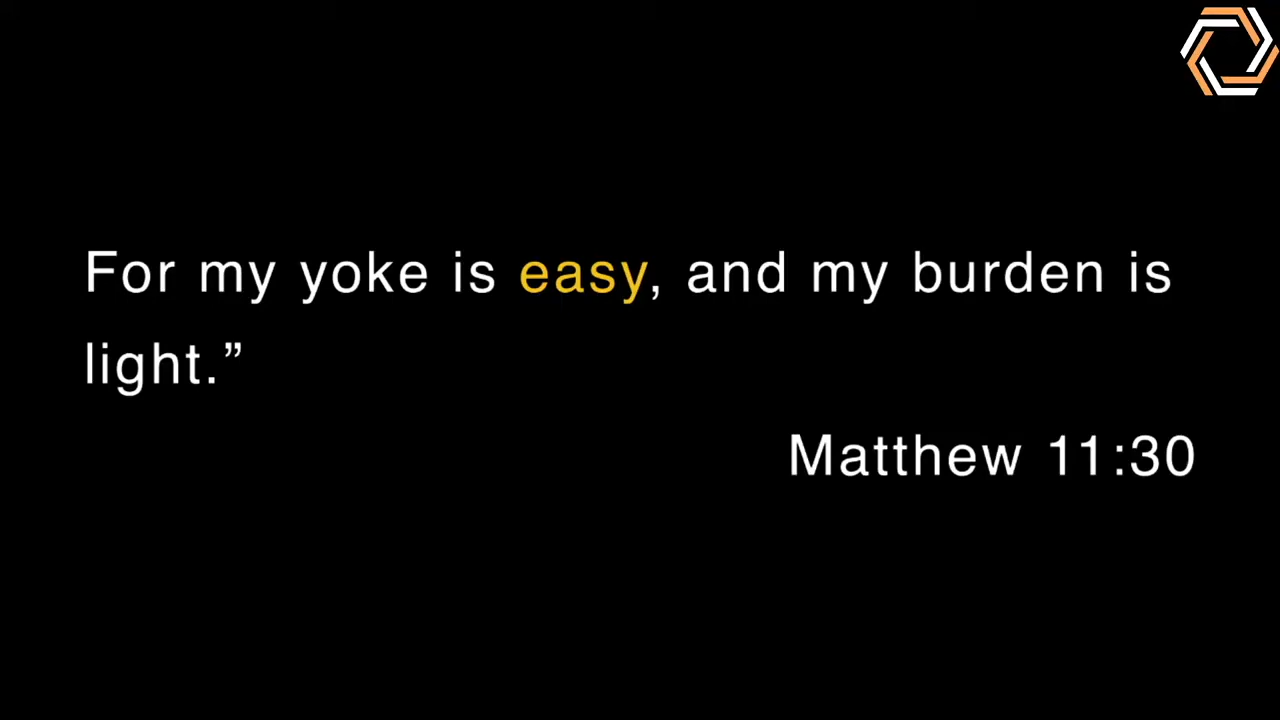 For my yoke is easy, and my burden is
light.”
Matthew 11:30